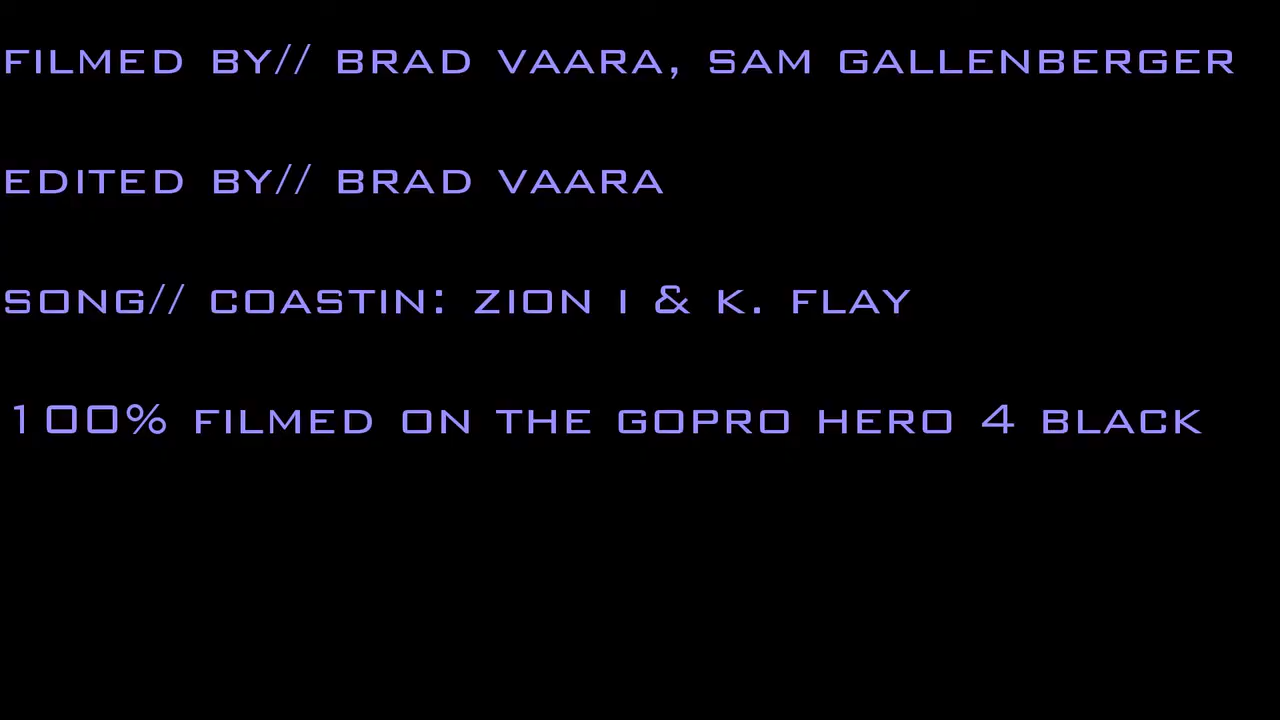 FILMED BY// BRAD VAARA, SAM GALLENBERGER
EDITED BY// BRAD VAARA
SONG// COASTIN: ZION I & K. FLAY
100% FILMED ON THE GOPRO HERO 4 BLACK